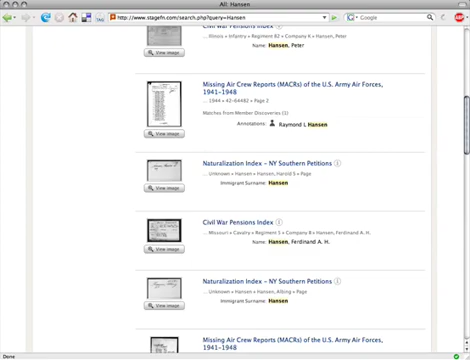 All: Hansen
http://www.stagefn.com/search.php?query=Hansen
Google
Civil War Pensions Index
... Illinois » Infantry » Regiment 82 » Company A » Hansen, Peter
Name: Hansen, Peter
View image
Missing Air Crew Reports (MACRs) of the U.S. Army Air Forces,
1941-1948
... 1944 » 42-64482 » Page 2
Matches from Member Discoveries (1)
Annotations: Raymond L Hansen
View image
Naturalization Index - NY Southern Petitions
... Unknown » Hansen » Hansen, Harold S » Page
Immigrant Surname: Hansen
View image
Civil War Pensions Index
... Missouri » Cavalry » Regiment 5 » Company B » Hansen, Ferdinand A. H.
Name: Hansen, Ferdinand A. H.
View image
Naturalization Index - NY Southern Petitions
... Unknown » Hansen » Hansen, Albing » Page
Immigrant Surname: Hansen
View image
Missing Air Crew Reports (MACRs) of the U.S. Army Air Forces,
1941-1948
Done